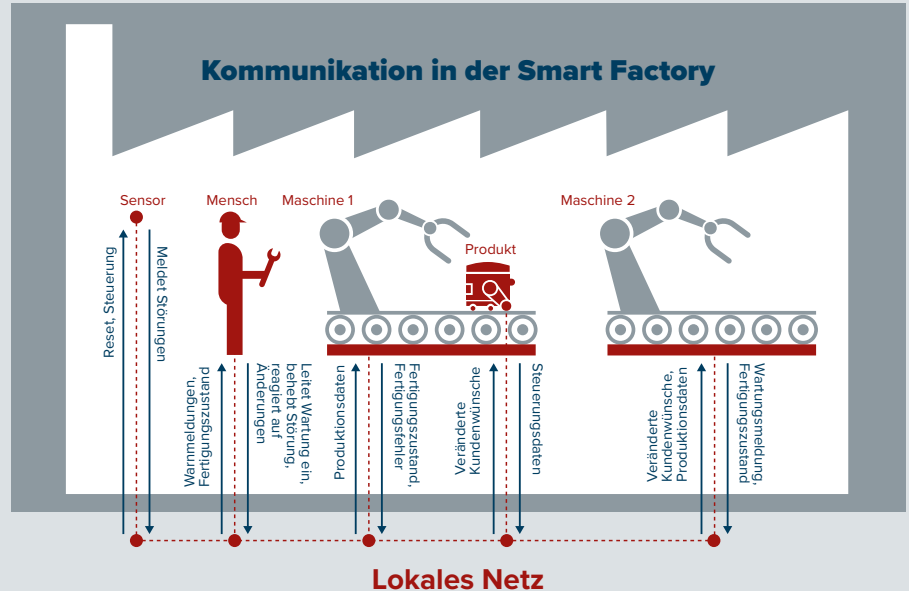 Kommunikation in der Smart Factory
Sensor
Mensch
Maschine 1
Maschine 2
Produkt
Reset, Steuerung
Meldet Störungen
Warnmeldungen,
Fertigungszustand
Leitet Wartung ein,
behebt Störung,
reagiert auf
Änderungen
Produktionsdaten
Fertigungszustand,
Fertigungsfehler
Veränderte
Kundenwünsche
Steuerungsdaten
Veränderte
Kundenwünsche,
Produktionsdaten
Wartungsmeldung,
Fertigungszustand
Lokales Netz